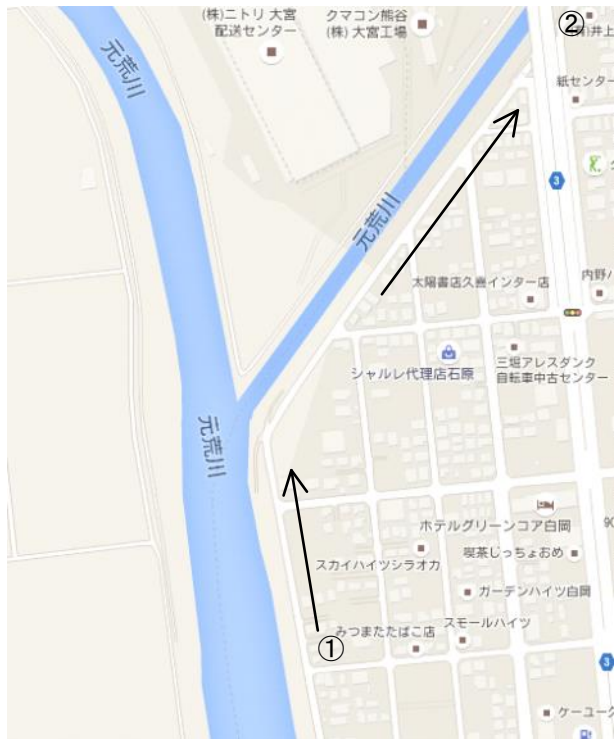 (株)ニトリ 大宮
配送センター
クマコン熊谷
(株) 大宮工場
②
元荒川
紙センター
3
元荒川
太陽書店久喜インター店
内野ハ
シャルレ代理店石原
三堀アレスダンク
自転車中古センター
元荒川
ホテルグリーンコア白岡
スカイハイツシラオカ
喫茶じっちょおめ
ガーデンハイツ白岡
①
みつまたたばこ店
スモールハイツ
3
ケーユー